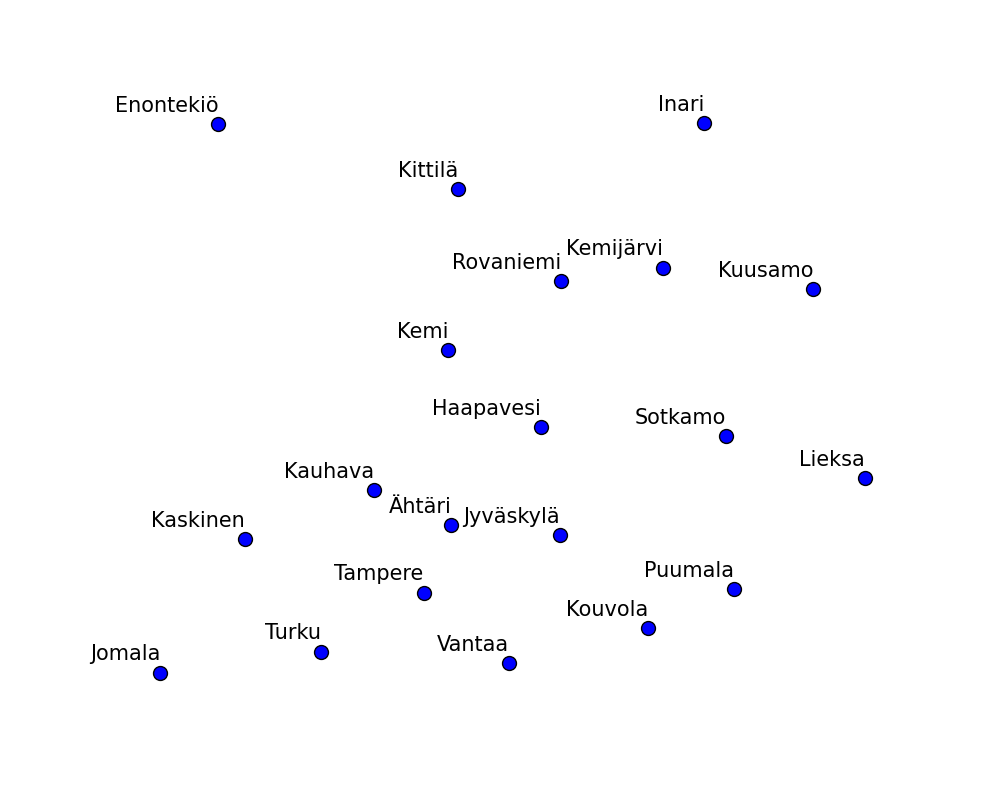 Enontekiö
Inari
Kittilä
Kemijärvi
Rovaniemi
Kuusamo
Kemi
Haapavesi
Sotkamo
Lieksa
Kauhava
Ähtäri
Jyväskylä
Kaskinen
Puumala
Tampere
Kouvola
Turku
Vantaa
Jomala